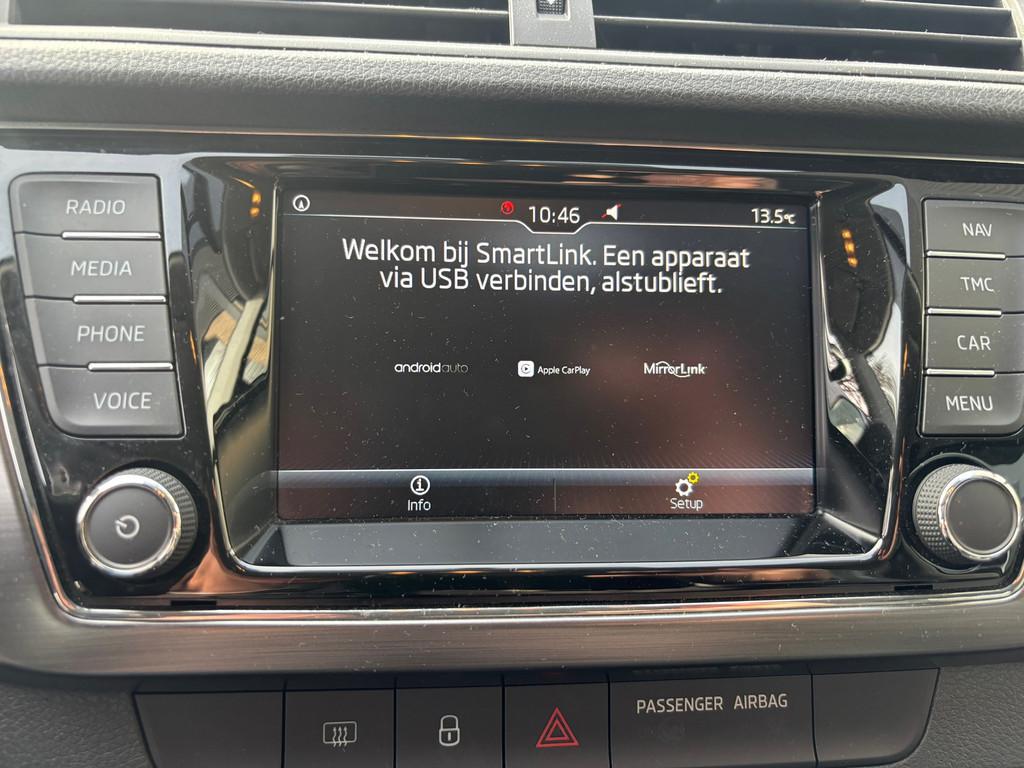 RADIO
MEDIA
PHONE
VOICE
10:46
13.5°C
Welkom bij SmartLink. Een apparaat
via USB verbinden, alstublieft.
androidauto
Apple CarPlay
MirrorLink
Info
Setup
NAV
TMC
CAR
MENU
PASSENGER AIRBAG